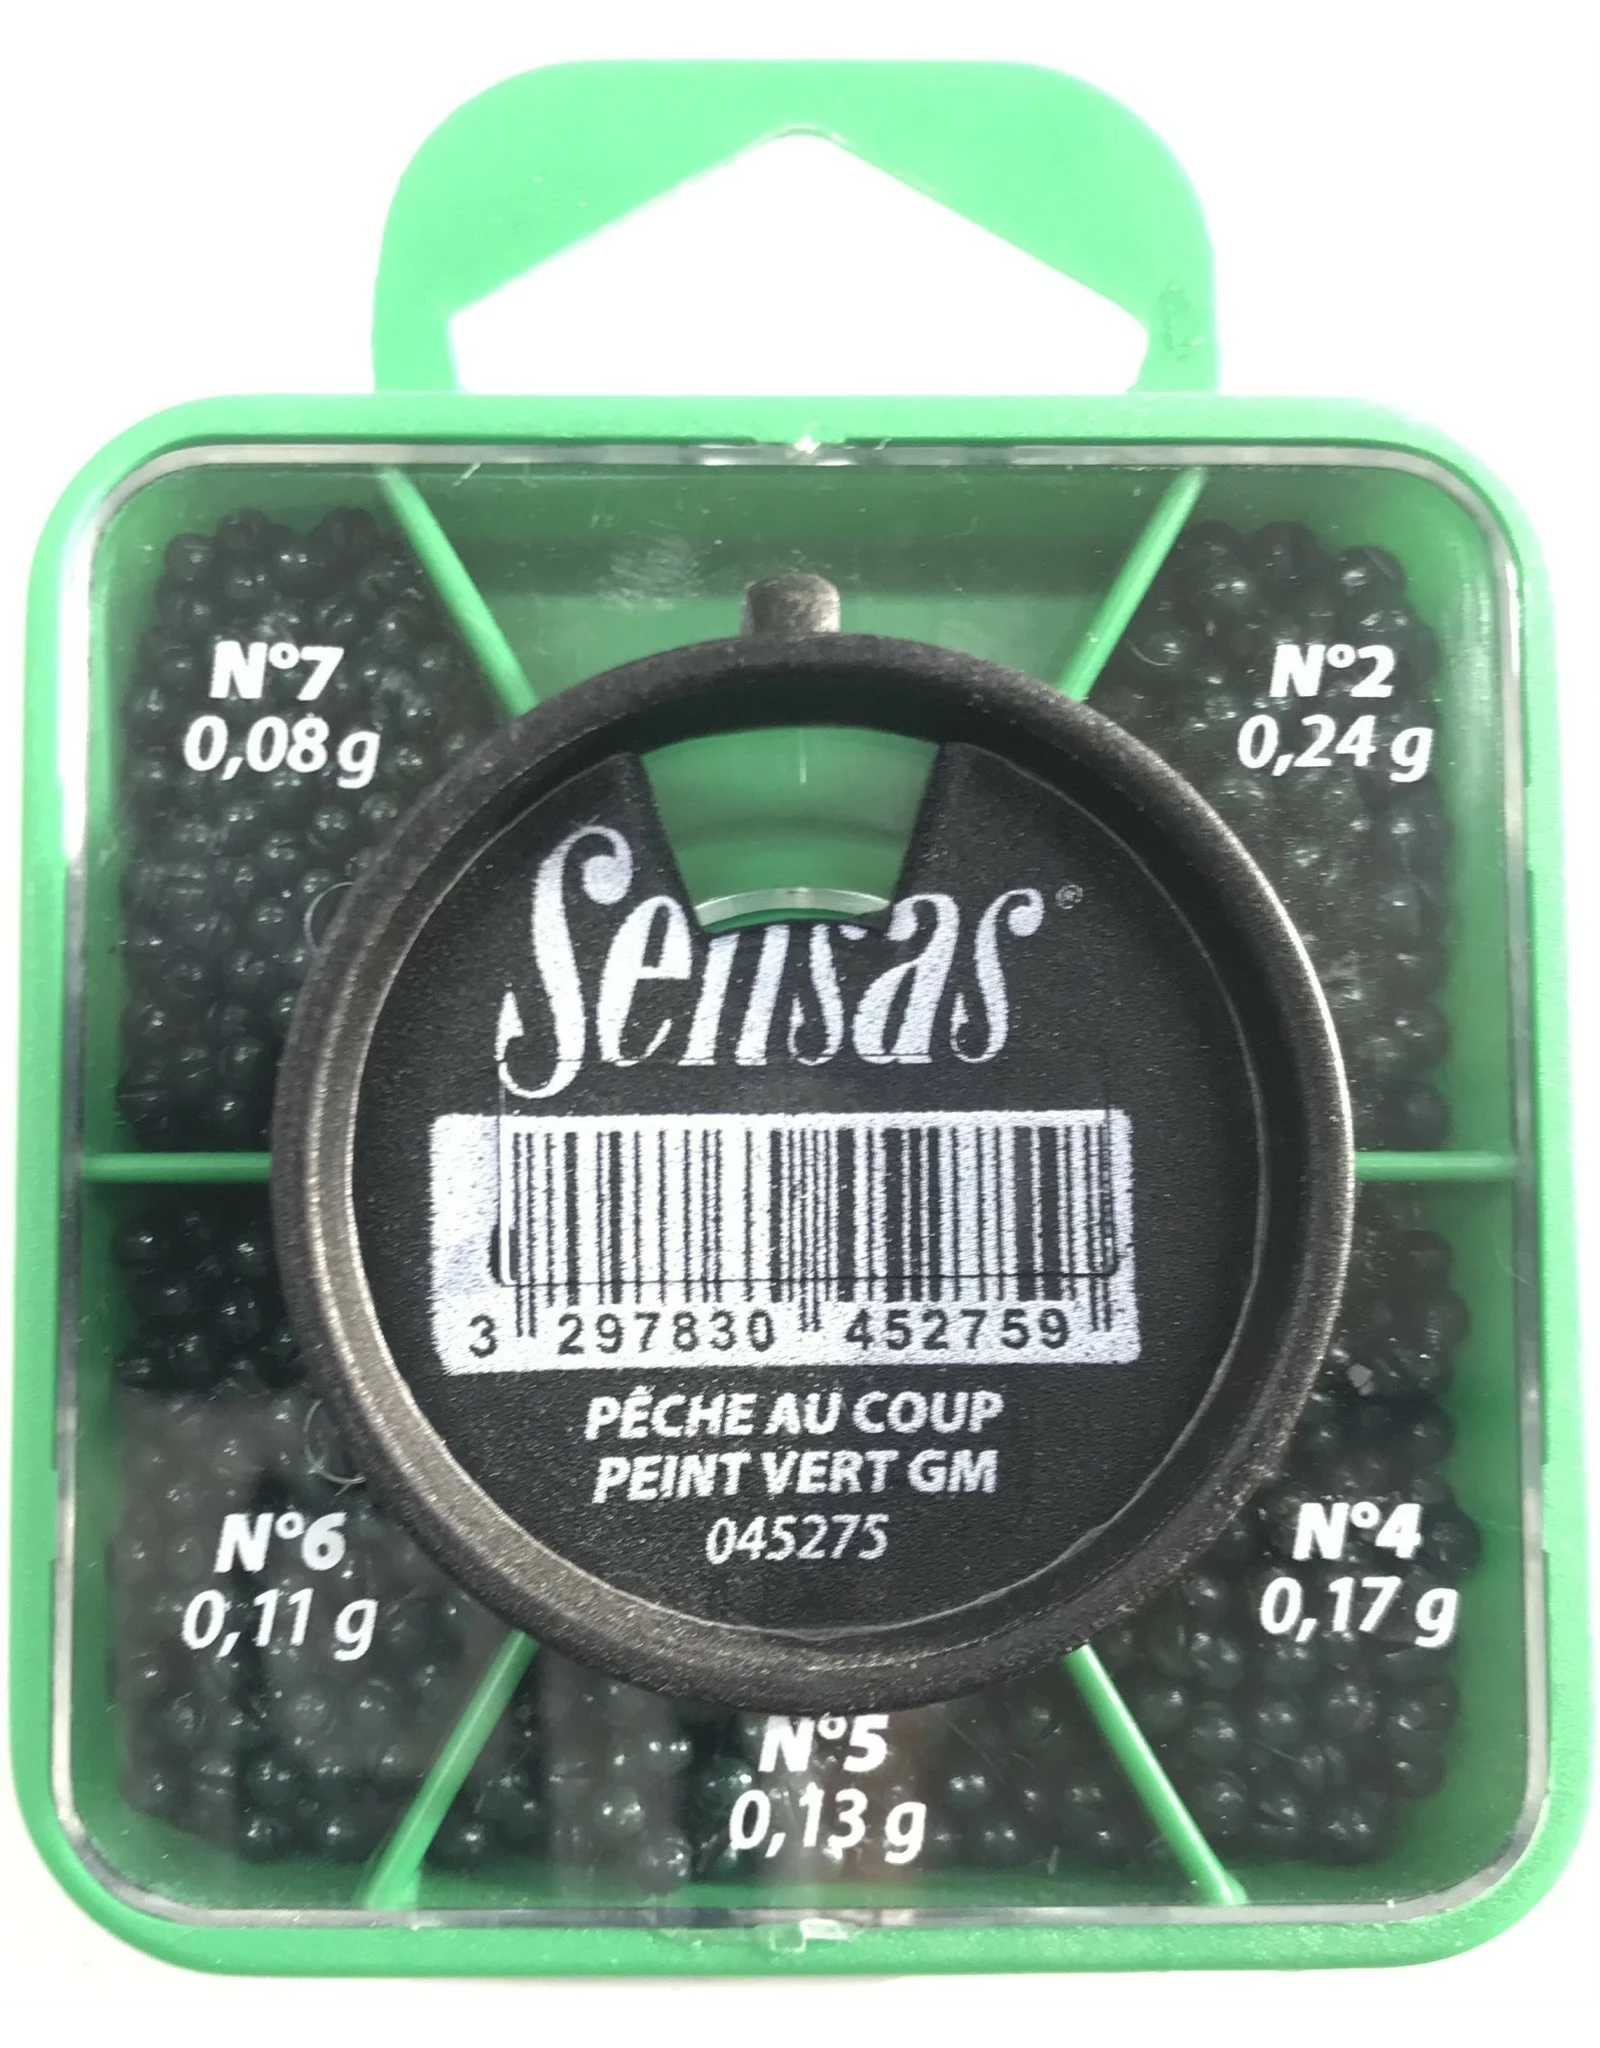 N°7
0,08 g
N°2
0,24 g
Sensas®
3 297830 452759
PÊCHE AU COUP
PEINT VERT GM
045275
N°6
0,11 g
N°4
0,17 g
N°5
0,13 g